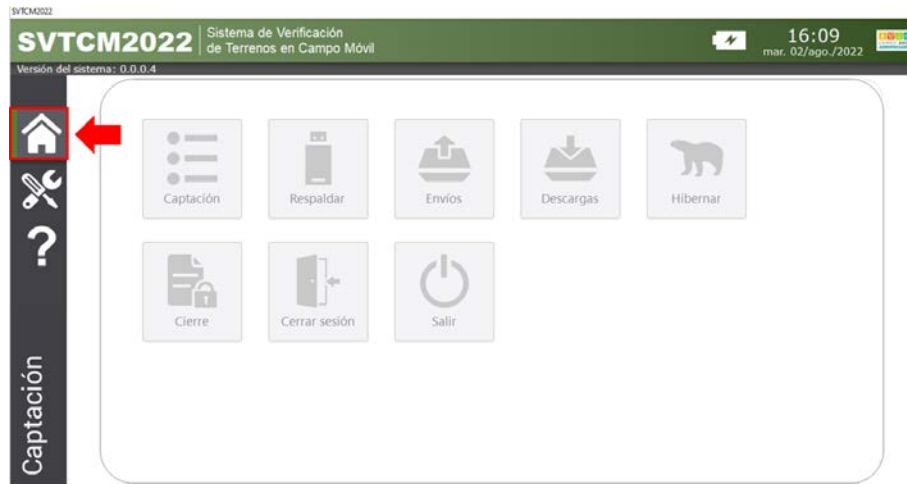 SVTCM2022
SVTCM2022
Sistema de Verificación
de Terrenos en Campo Móvil
16:09
mar. 02/ago./2022
Versión del sistema: 0.0.0.4
Captación
Respaldar
Envíos
Descargas
Hibernar
?
Cierre
Cerrar sesión
Salir
Captación